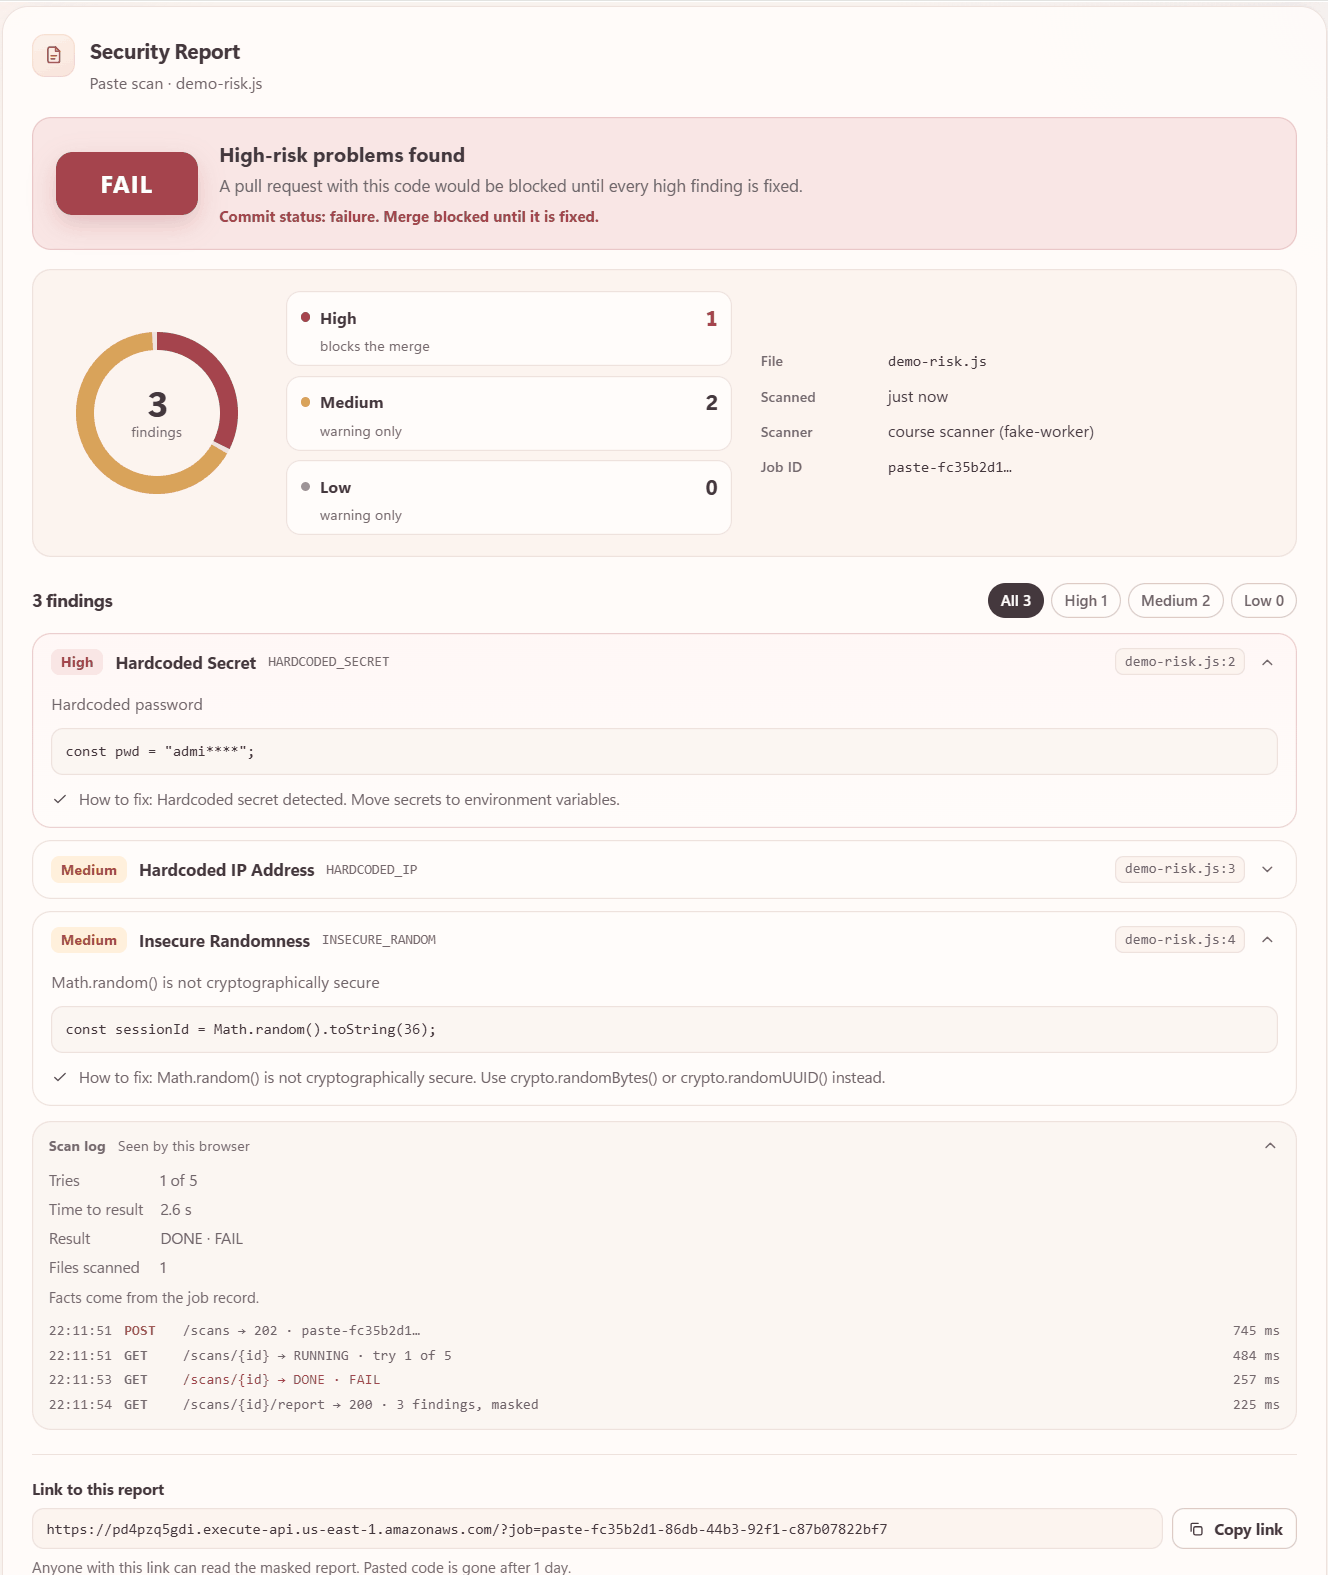 Security Report
Paste scan · demo-risk.js
FAIL
High-risk problems found
A pull request with this code would be blocked until every high finding is fixed.
Commit status: failure. Merge blocked until it is fixed.
3
findings
High 1
blocks the merge
Medium 2
warning only
Low 0
warning only
File demo-risk.js
Scanned just now
Scanner course scanner (fake-worker)
Job ID paste-fc35b2d1…
3 findings
All 3 High 1 Medium 2 Low 0
High Hardcoded Secret HARDCODED_SECRET demo-risk.js:2
Hardcoded password
const pwd = "admi****";
How to fix: Hardcoded secret detected. Move secrets to environment variables.
Medium Hardcoded IP Address HARDCODED_IP demo-risk.js:3
Medium Insecure Randomness INSECURE_RANDOM demo-risk.js:4
Math.random() is not cryptographically secure
const sessionId = Math.random().toString(36);
How to fix: Math.random() is not cryptographically secure. Use crypto.randomBytes() or crypto.randomUUID() instead.
Scan log Seen by this browser
Tries 1 of 5
Time to result 2.6 s
Result DONE · FAIL
Files scanned 1
Facts come from the job record.
22:11:51 POST /scans → 202 · paste-fc35b2d1… 745 ms
22:11:51 GET /scans/{id} → RUNNING · try 1 of 5 484 ms
22:11:53 GET /scans/{id} → DONE · FAIL 257 ms
22:11:54 GET /scans/{id}/report → 200 · 3 findings, masked 225 ms
Link to this report
https://pd4pzq5gdi.execute-api.us-east-1.amazonaws.com/?job=paste-fc35b2d1-86db-44b3-92f1-c87b07822bf7
Copy link
Anyone with this link can read the masked report. Pasted code is gone after 1 day.